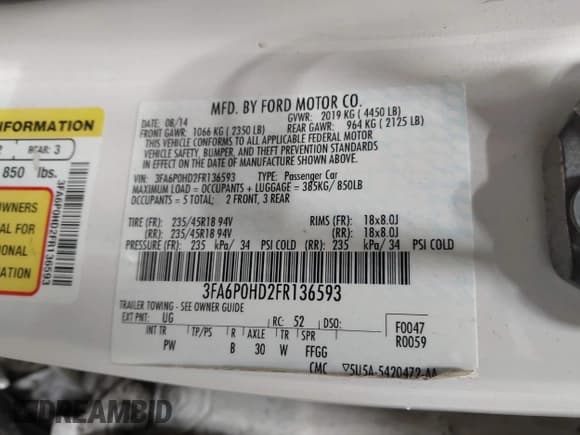 MFD. BY FORD MOTOR CO.
DATE: 08/14 GVWR: 2019 KG ( 4450 LB)
FRONT GAWR: 1066 KG ( 2350 LB) REAR GAWR: 964 KG ( 2125 LB)
THIS VEHICLE CONFORMS TO ALL APPLICABLE FEDERAL MOTOR
VEHICLE SAFETY, BUMPER, AND THEFT PREVENTION STANDARDS
IN EFFECT ON THE DATE OF MANUFACTURE SHOWN ABOVE.
VIN: 3FA6P0HD2FR136593 TYPE: Passenger Car
MAXIMUM LOAD = OCCUPANTS + LUGGAGE = 385KG/850LB
OCCUPANTS = 5 TOTAL; 2 FRONT, 3 REAR
TIRE (FR): 235/45R18 94V RIMS (FR): 18x8.0J
(RR): 235/45R18 94V (RR): 18x8.0J
PRESSURE (FR): 235 kPa/ 34 PSI COLD (RR): 235 kPa/ 34 PSI COLD
3FA6P0HD2FR136593
TRAILER TOWING - SEE OWNER GUIDE
EXT PNT: UG RC: 52 DSO: F0047
INT TR TP/PS R AXLE TR SPR R0059
PW B 30 W FFGG
CMC 5U5A-5420472-AA
NFORMATION
2 REAR: 3
850 lbs.
OWNERS
FOR
ONAL
ATION
3FA6P0HD2FR136593
DREAMBID